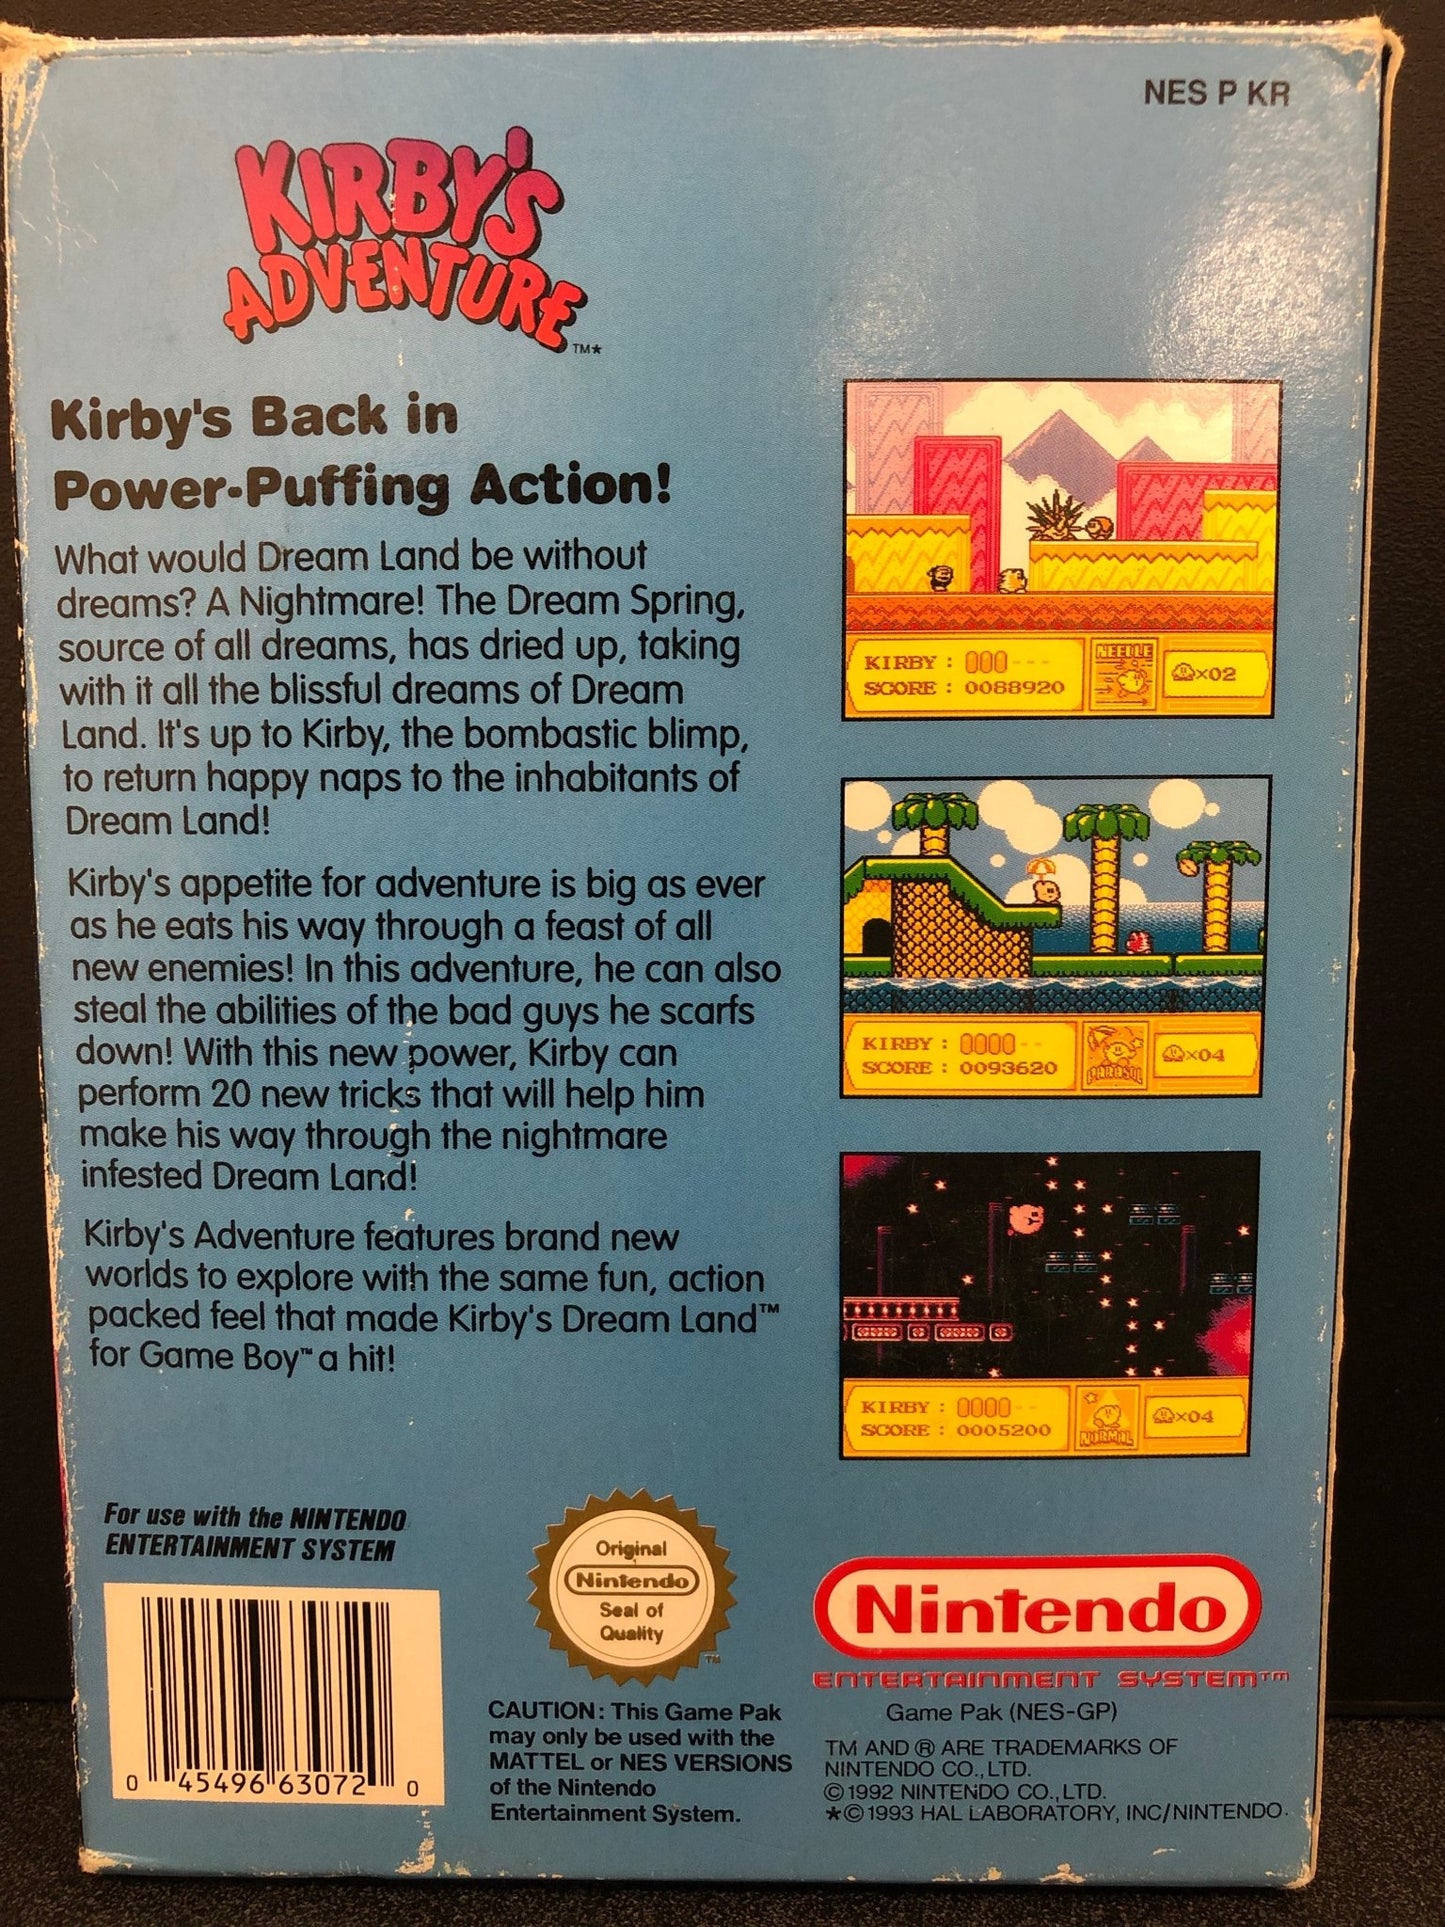 NES P KR
KIRBY'S
ADVENTURE
TM★
Kirby's Back in
Power-Puffing Action!
What would Dream Land be without
dreams? A Nightmare! The Dream Spring,
source of all dreams, has dried up, taking
with it all the blissful dreams of Dream
Land. It's up to Kirby, the bombastic blimp,
to return happy naps to the inhabitants of
Dream Land!
Kirby's appetite for adventure is big as ever
as he eats his way through a feast of all
new enemies! In this adventure, he can also
steal the abilities of the bad guys he scarfs
down! With this new power, Kirby can
perform 20 new tricks that will help him
make his way through the nightmare
infested Dream Land!
Kirby's Adventure features brand new
worlds to explore with the same fun, action
packed feel that made Kirby's Dream Land™
for Game Boy™ a hit!
KIRBY :
SCORE : 0088920
NEEDLE
×02
KIRBY :
SCORE : 0093620
PARASOL
×04
KIRBY :
SCORE : 0005200
NORMAL
×04
For use with the NINTENDO
ENTERTAINMENT SYSTEM
0 45496 63072 0
Original
Nintendo
Seal of
Quality
TM
CAUTION: This Game Pak
may only be used with the
MATTEL or NES VERSIONS
of the Nintendo
Entertainment System.
Nintendo
ENTERTAINMENT SYSTEM™
Game Pak (NES-GP)
TM AND ® ARE TRADEMARKS OF
NINTENDO CO., LTD.
©1992 NINTENDO CO., LTD.
★©1993 HAL LABORATORY, INC/NINTENDO.